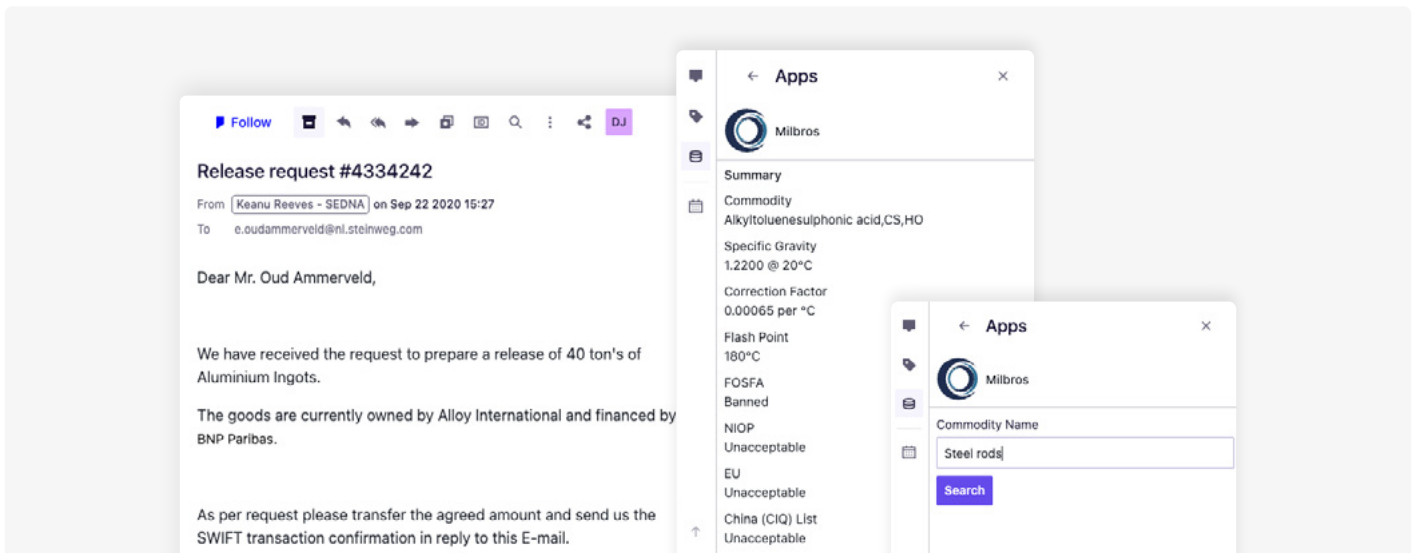 Follow
DJ
Release request #4334242
From Keanu Reeves - SEDNA on Sep 22 2020 15:27
To e.oudammerveld@nl.steinweg.com
Dear Mr. Oud Ammerveld,
We have received the request to prepare a release of 40 ton's of
Aluminium Ingots.
The goods are currently owned by Alloy International and financed by
BNP Paribas.
As per request please transfer the agreed amount and send us the
SWIFT transaction confirmation in reply to this E-mail.
Apps
Milbros
Summary
Commodity
Alkyltoluenesulphonic acid,CS,HO
Specific Gravity
1.2200 @ 20°C
Correction Factor
0.00065 per °C
Flash Point
180°C
FOSFA
Banned
NIOP
Unacceptable
EU
Unacceptable
China (CIQ) List
Unacceptable
Apps
Milbros
Commodity Name
Steel rods
Search